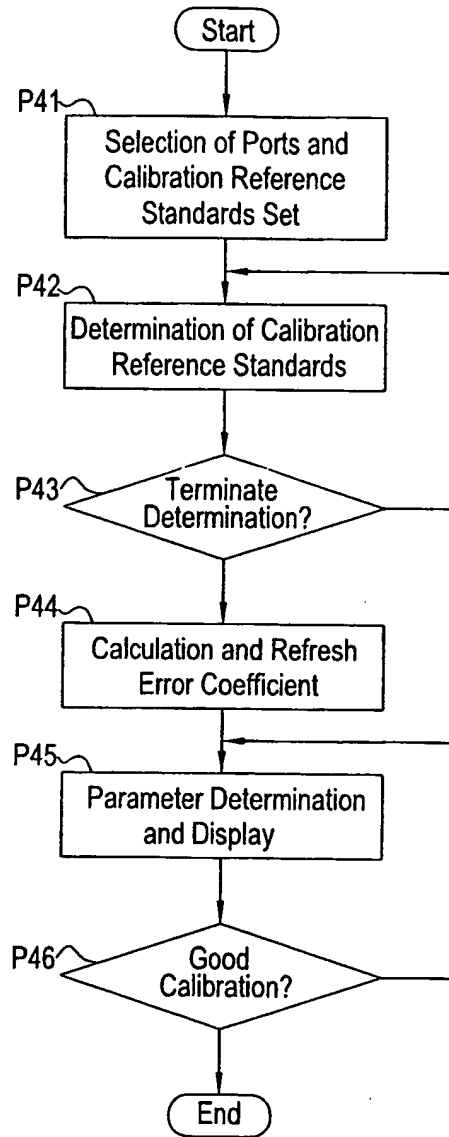 Start
P41
Selection of Ports and
Calibration Reference
Standards Set
P42
Determination of Calibration
Reference Standards
P43
Terminate
Determination?
P44
Calculation and Refresh
Error Coefficient
P45
Parameter Determination
and Display
P46
Good
Calibration?
End